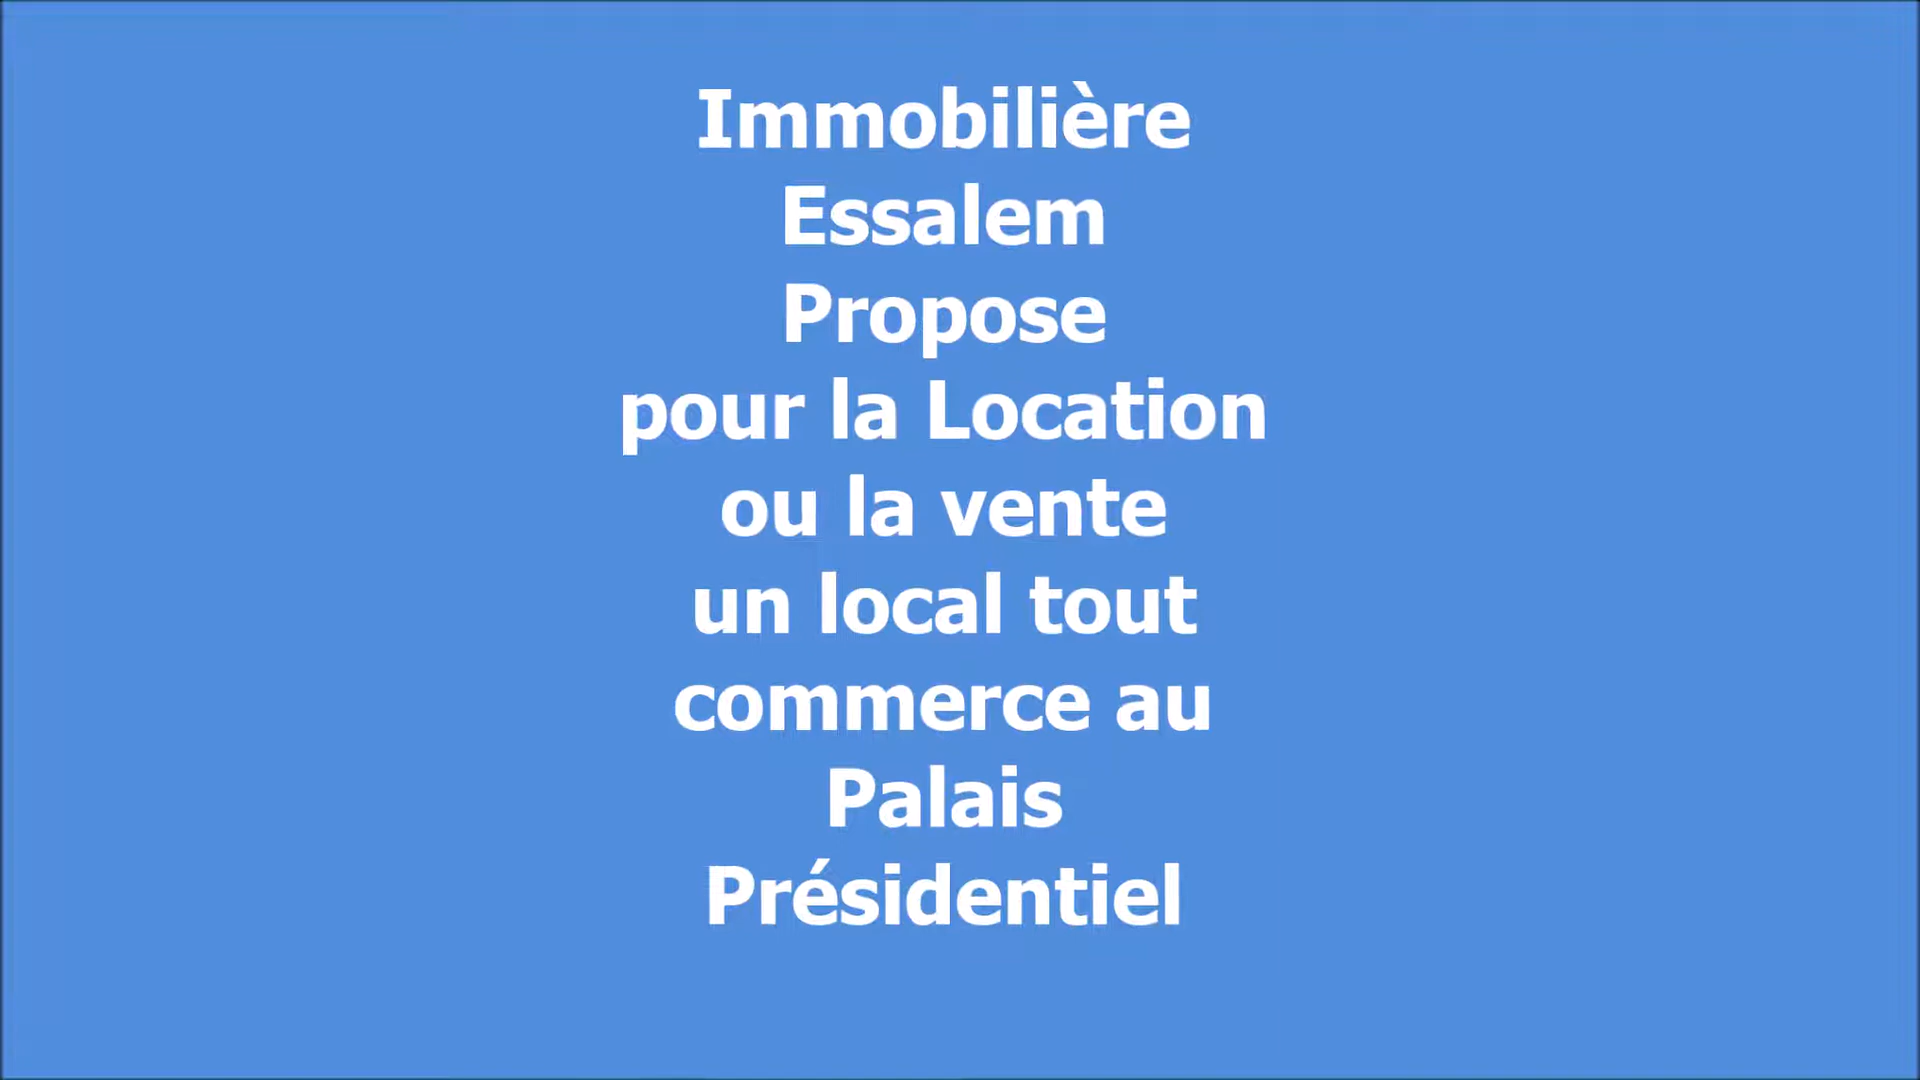 Immobilière
Essalem
Propose
pour la Location
ou la vente
un local tout
commerce au
Palais
Présidentiel